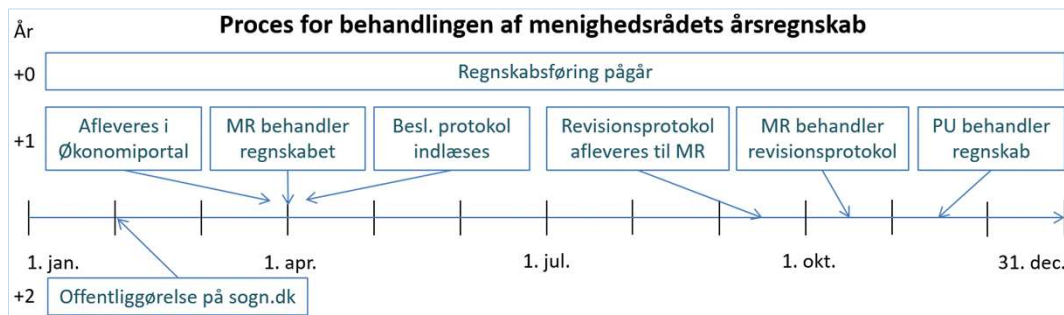 År
Proces for behandlingen af menighedsrådets årsregnskab
+0
Regnskabsføring pågår
+1
Afleveres i
Økonomiportal
MR behandler
regnskabet
Besl. protokol
indlæses
Revisionsprotokol
afleveres til MR
MR behandler
revisionsprotokol
PU behandler
regnskab
1. jan.
1. apr.
1. jul.
1. okt.
31. dec.
+2
Offentliggørelse på sogn.dk